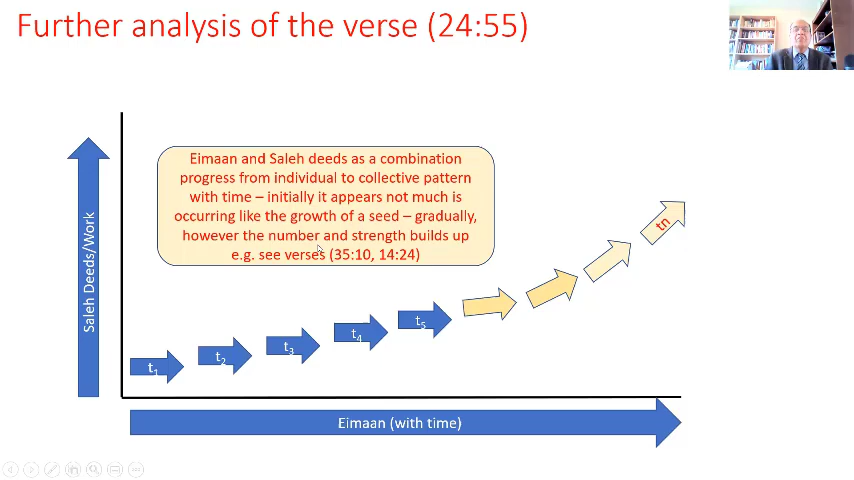 Further analysis of the verse (24:55)
Eimaan and Saleh deeds as a combination
progress from individual to collective pattern
with time – initially it appears not much is
occurring like the growth of a seed – gradually,
however the number and strength builds up
e.g. see verses (35:10, 14:24)
Saleh Deeds/Work
t1
t2
t3
t4
t5
tn
Eimaan (with time)